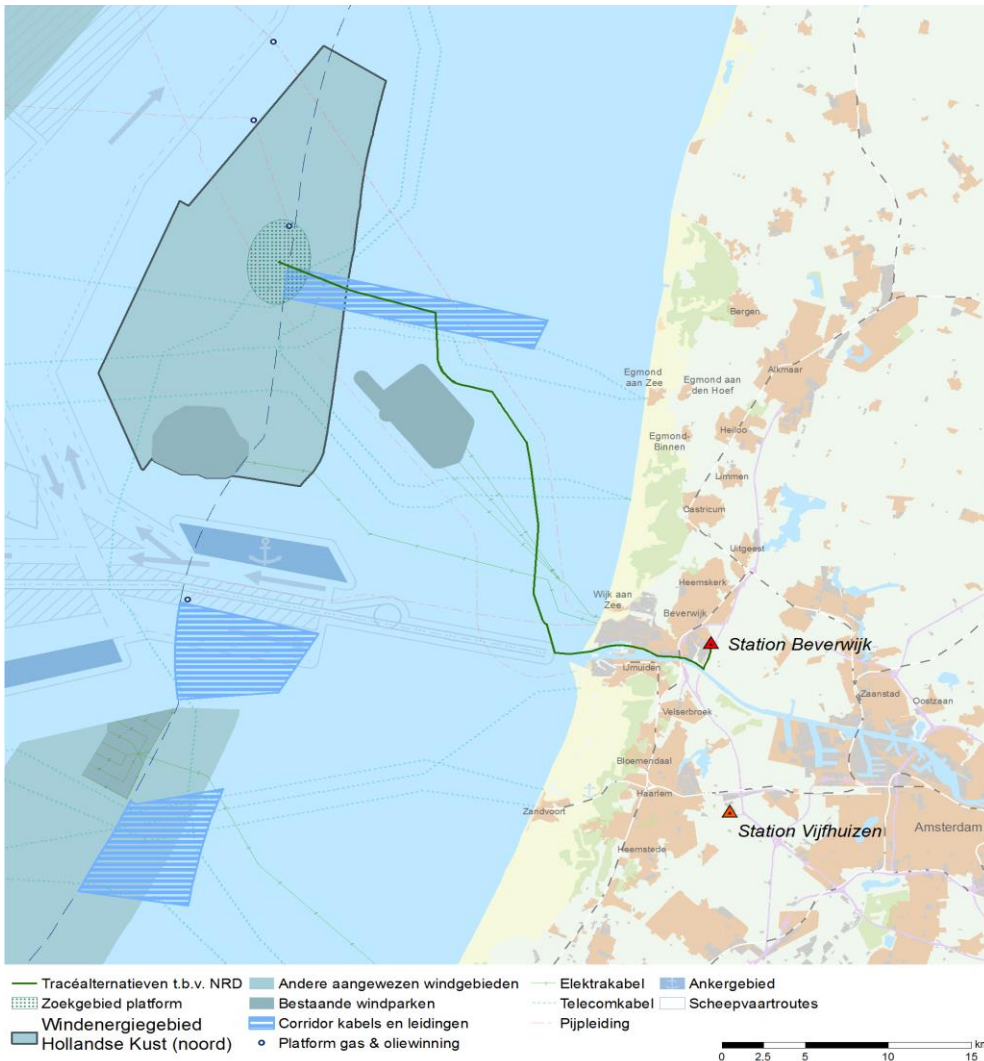 Bergen
Alkmaar
Egmond
aan Zee
Egmond aan
den Hoef
Heiloo
Egmond-
Binnen
Limmen
Castricum
Uitgeest
Heemskerk
Wijk aan
Zee
Beverwijk
Station Beverwijk
IJmuiden
Zaanstad
Oostzaan
Velserbroek
Bloemendaal
Haarlem
Zandvoort
Station Vijfhuizen
Amsterdam
Heemstede
Tracéalternatieven t.b.v. NRD
Zoekgebied platform
Windenergiegebied
Hollandse Kust (noord)
Andere aangewezen windgebieden
Bestaande windparken
Corridor kabels en leidingen
Platform gas & oliewinning
Elektrakabel
Telecomkabel
Pijpleiding
Ankergebied
Scheepvaartroutes
km
0 2.5 5 10 15